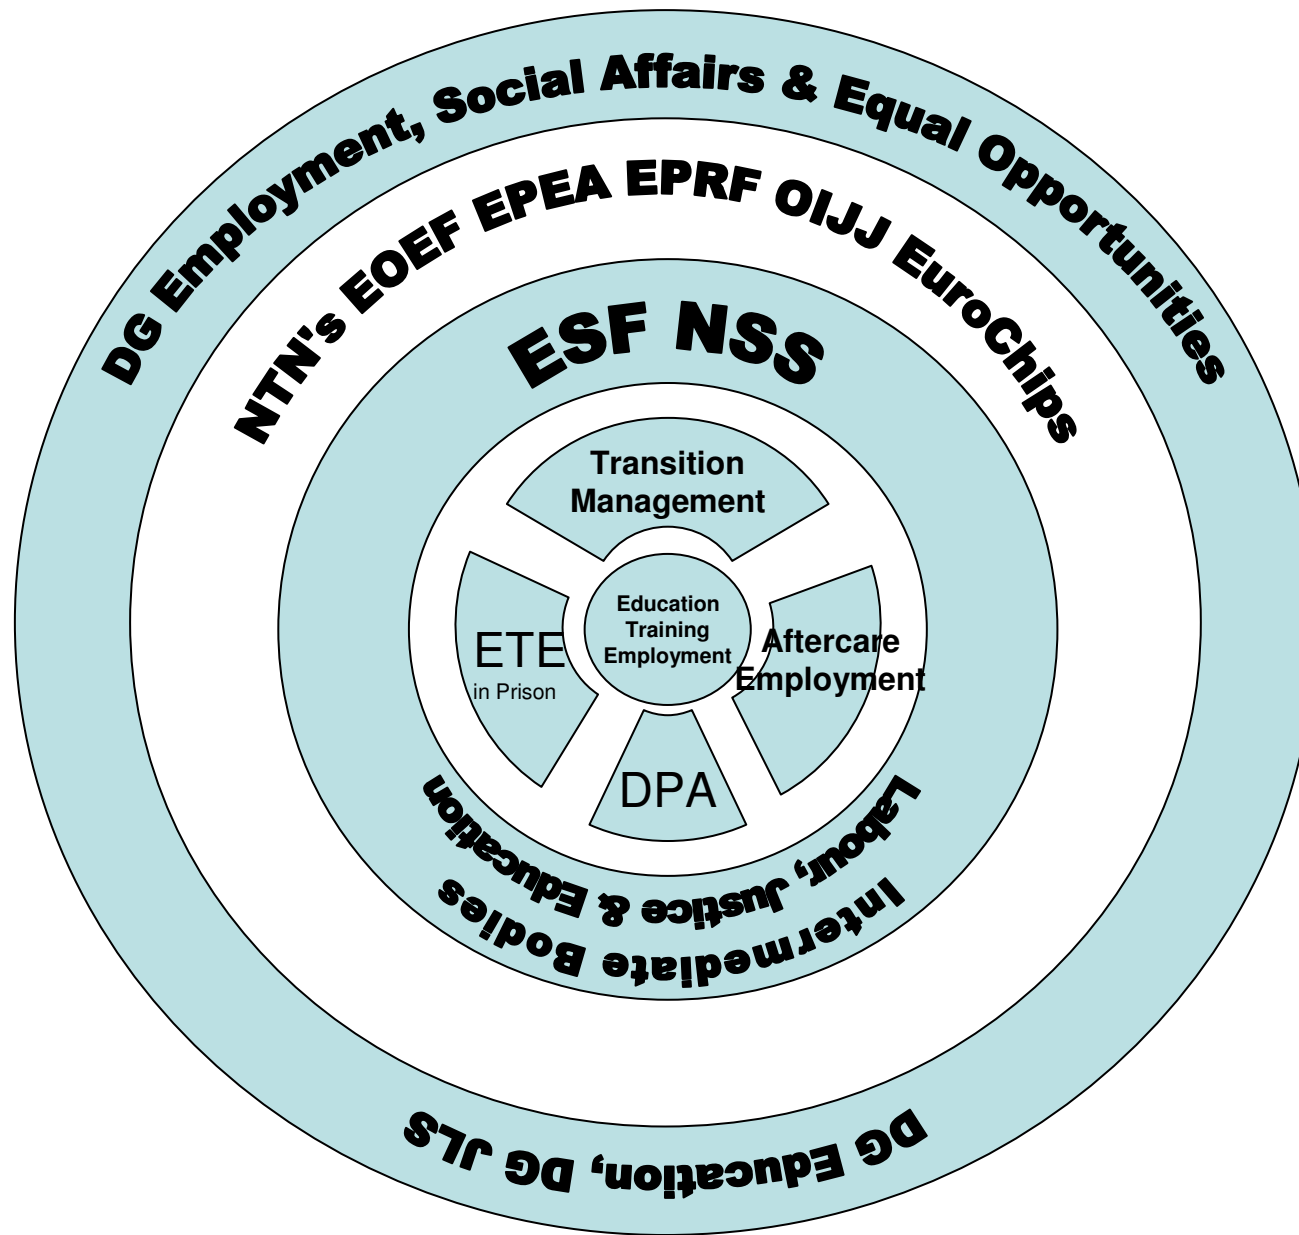 DG Employment, Social Affairs & Equal Opportunities
NTN's EOEF EPEA EPRF OIJJ EuroChips
ESF NSS
Transition
Management
Education
Training
Employment
ETE
in Prison
Aftercare
Employment
DPA
Labour, Justice & Education
Intermediate Bodies
DG Education, DG JLS